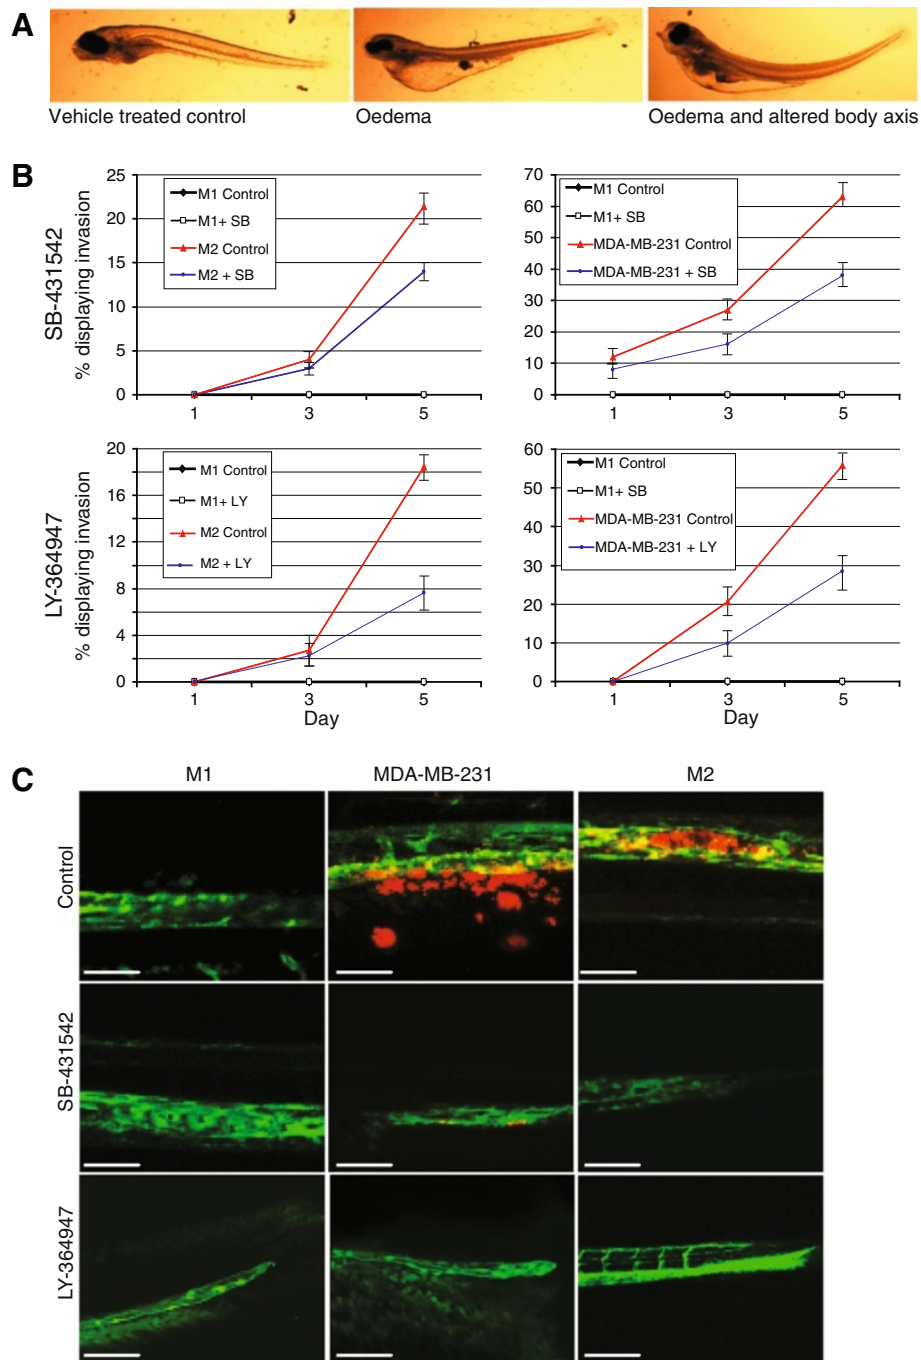 A
Vehicle treated control
Oedema
Oedema and altered body axis
B
SB-431542
% displaying invasion
25
20
15
10
5
0
M1 Control
M1+ SB
M2 Control
M2 + SB
1 3 5
70
60
50
40
30
20
10
0
M1 Control
M1+ SB
MDA-MB-231 Control
MDA-MB-231 + SB
1 3 5
LY-364947
% displaying invasion
20
16
12
8
4
0
M1 Control
M1+ LY
M2 Control
M2 + LY
1 3 5
Day
60
50
40
30
20
10
0
M1 Control
M1+ SB
MDA-MB-231 Control
MDA-MB-231 + LY
1 3 5
Day
C
M1 MDA-MB-231 M2
Control
SB-431542
LY-364947